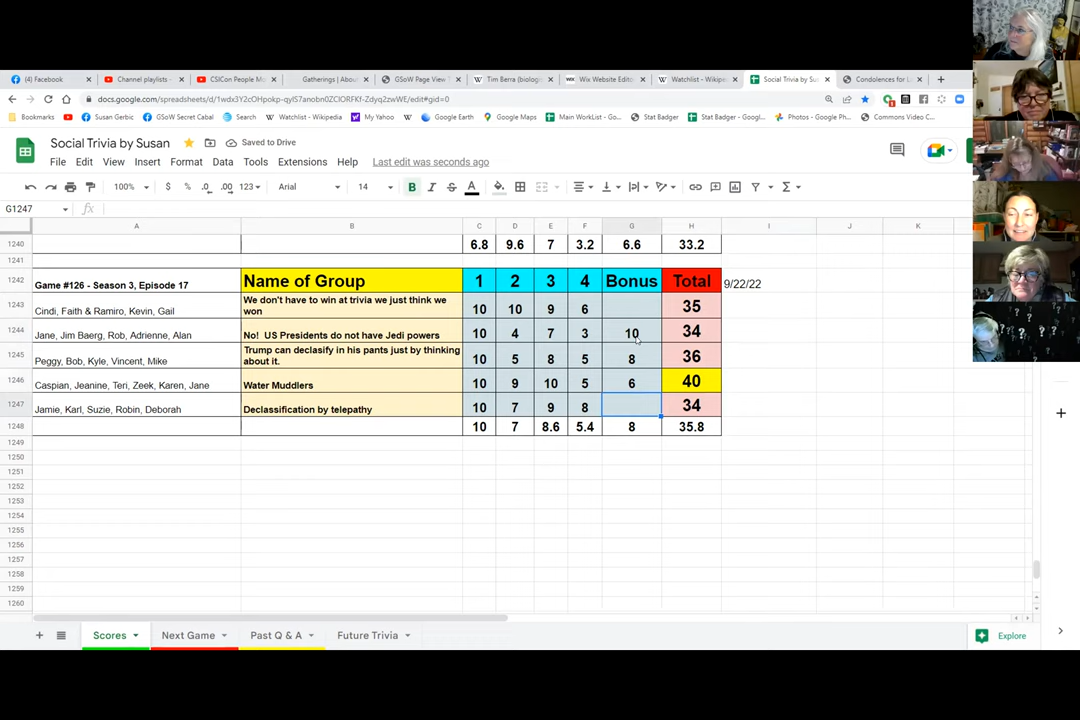 (4) Facebook
Channel playlists -
CSICon People Mo
Gatherings | Abou
GSoW Page View T
Tim Berra (biologis
Wix Website Editor
Watchlist - Wikipe
Social Trivia by Sus
Condolences for L
docs.google.com/spreadsheets/d/
/edit#gid=0
Bookmarks Susan Gerbic GSoW Secret Cabal Search Watchlist - Wikipedia My Yahoo Google Earth Google Maps Main WorkList - Go... Stat Badger Stat Badger - Googl... Photos - Google Ph... Commons Video C...
Social Trivia by Susan Saved to Drive
File Edit View Insert Format Data Tools Extensions Help Last edit was seconds ago
100% $ % .0 .00 123 Arial 14 B I S A
G1247 fx
A B C D E F G H I J K L
1240 6.8 9.6 7 3.2 6.6 33.2
1241
1242 Game #126 - Season 3, Episode 17 Name of Group 1 2 3 4 Bonus Total 9/22/22
1243 Cindi, Faith & Ramiro, Kevin, Gail We don't have to win at trivia we just think we
won 10 10 9 6 35
1244 Jane, Jim Baerg, Rob, Adrienne, Alan No! US Presidents do not have Jedi powers 10 4 7 3 10 34
1245 Peggy, Bob, Kyle, Vincent, Mike Trump can declasify in his pants just by thinking
about it. 10 5 8 5 8 36
1246 Caspian, Jeanine, Teri, Zeek, Karen, Jane Water Muddlers 10 9 10 5 6 40
1247 Jamie, Karl, Suzie, Robin, Deborah Declassification by telepathy 10 7 9 8 34
1248 10 7 8.6 5.4 8 35.8
1249
1250
1251
1252
1253
1254
1255
1256
1257
1258
1259
1260
Scores Next Game Past Q & A Future Trivia Explore